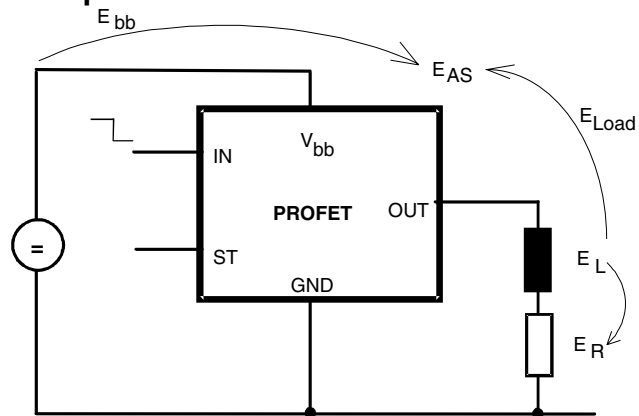 E bb
E AS
E Load
V bb
IN
PROFET
OUT
=
ST
E L
GND
E R